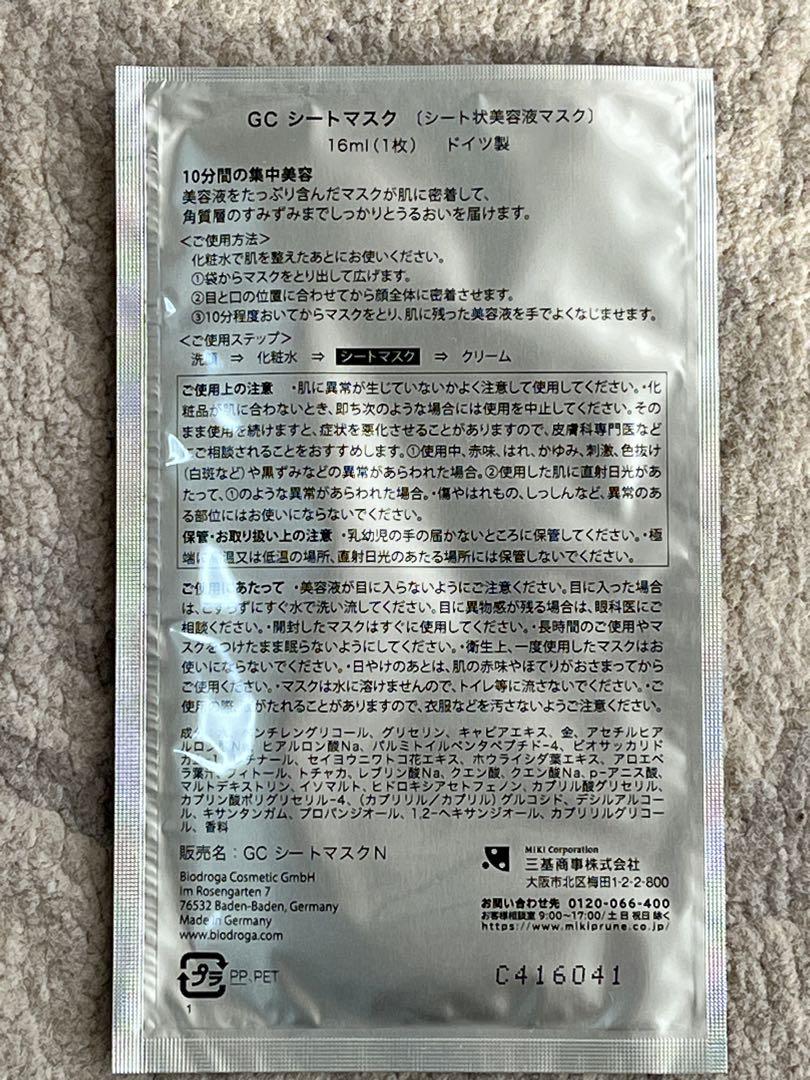 GC シートマスク 〔シート状美容液マスク〕
16ml(1枚) ドイツ製
10分間の集中美容
美容液をたっぷり含んだマスクが肌に密着して、
角質層のすみずみまでしっかりとうるおいを届けます。
<ご使用方法>
化粧水で肌を整えたあとにお使いください。
①袋からマスクをとり出して広げます。
②目と口の位置に合わせてから顔全体に密着させます。
③10分程度おいてからマスクをとり、肌に残った美容液を手でよくなじませます。
<ご使用ステップ>
洗顔 ⇒ 化粧水 ⇒ シートマスク ⇒ クリーム
ご使用上の注意 ・肌に異常が生じていないかよく注意して使用してください。・化
粧品が肌に合わないとき、即ち次のような場合には使用を中止してください。その
まま使用を続けますと、症状を悪化させることがありますので、皮膚科専門医など
にご相談されることをおすすめします。①使用中、赤味、はれ、かゆみ、刺激、色抜け
(白斑など)や黒ずみなどの異常があらわれた場合。②使用した肌に直射日光があ
たって、①のような異常があらわれた場合。・傷やはれもの、しっしんなど、異常のあ
る部位にはお使いにならないでください。
保管・お取り扱い上の注意 ・乳幼児の手の届かないところに保管してください。・極
端に 温又は低温の場所、直射日光のあたる場所には保管しないでください。
ご使用にあたって ・美容液が目に入らないようにご注意ください。目に入った場合
は、こすらずにすぐ水で洗い流してください。目に異物感が残る場合は、眼科医にご
相談ください。・開封したマスクはすぐに使用してください。・長時間のご使用やマ
スクをつけたまま眠らないようにしてください。・衛生上、一度使用したマスクはお
使いにならないでください。・日やけのあとは、肌の赤味やほてりがおさまってから
ご使用ください。・マスクは水に溶けませんので、トイレ等に流さないでください。・ご
使用の際 がたれることがありますので、衣服などを汚さないようご注意ください。
成 ペンチレングリコール、グリセリン、キャビアエキス、金、アセチルヒア
ルロン酸Na、ヒアルロン酸Na、パルミトイルペンタペプチド-4、ビオサッカリド
ガ チナール、セイヨウニワトコ花エキス、ホウライシダ葉エキス、アロエベ
ラ葉汁、フィトール、トチャカ、レブリン酸Na、クエン酸、クエン酸Na、p-アニス酸、
マルトデキストリン、イソマルト、ヒドロキシアセトフェノン、カプリル酸グリセリル、
カプリン酸ポリグリセリル-4、(カプリリル/カプリル)グルコシド、デシルアルコー
ル、キサンタンガム、プロパンジオール、1,2-ヘキサンジオール、カプリリルグリコー
ル、香料
販売名：GC シートマスクN
Biodroga Cosmetic GmbH
Im Rosengarten 7
76532 Baden-Baden, Germany
Made in Germany
www.biodroga.com
MIKI Corporation
三基商事株式会社
大阪市北区梅田1-2-2-800
お問い合わせ先 0120-066-400
お客様相談室 9:00～17:00/土 日 祝日 除く
https://www.mikiprune.co.jp/
プラ PP、PET
C416041
1